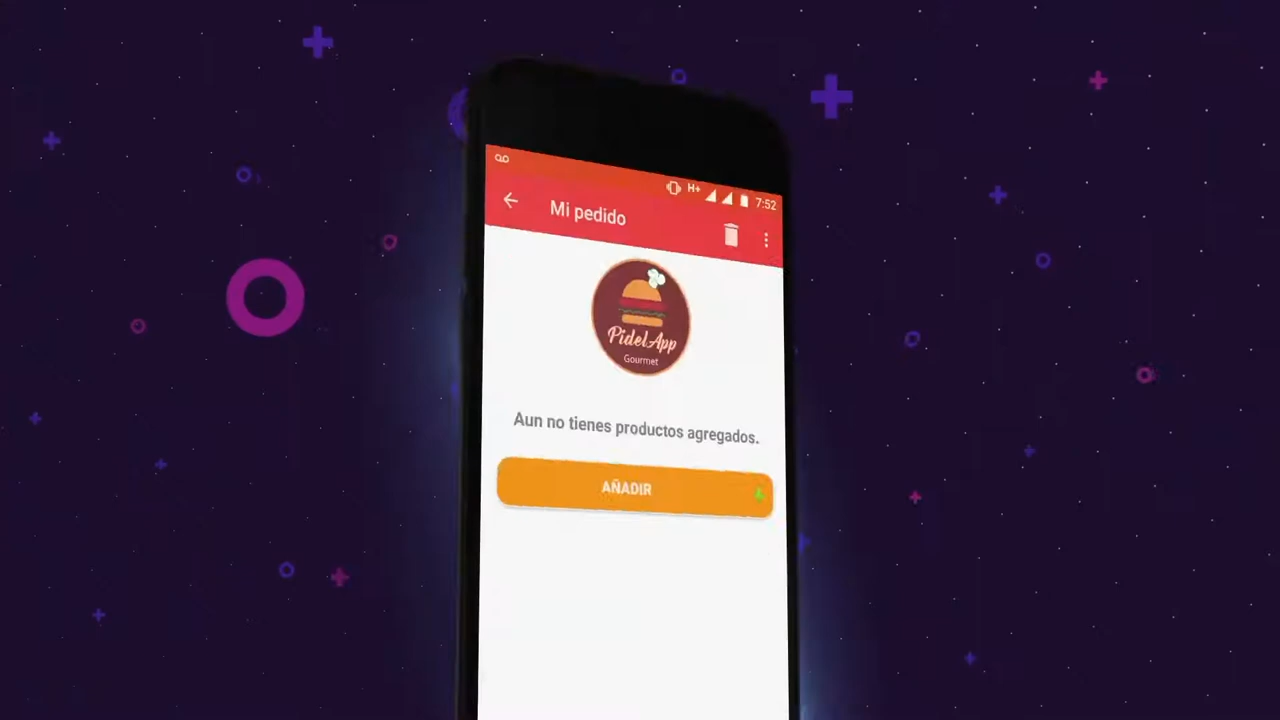 H+ 7:52
Mi pedido
PidelApp
Gourmet
Aun no tienes productos agregados.
AÑADIR